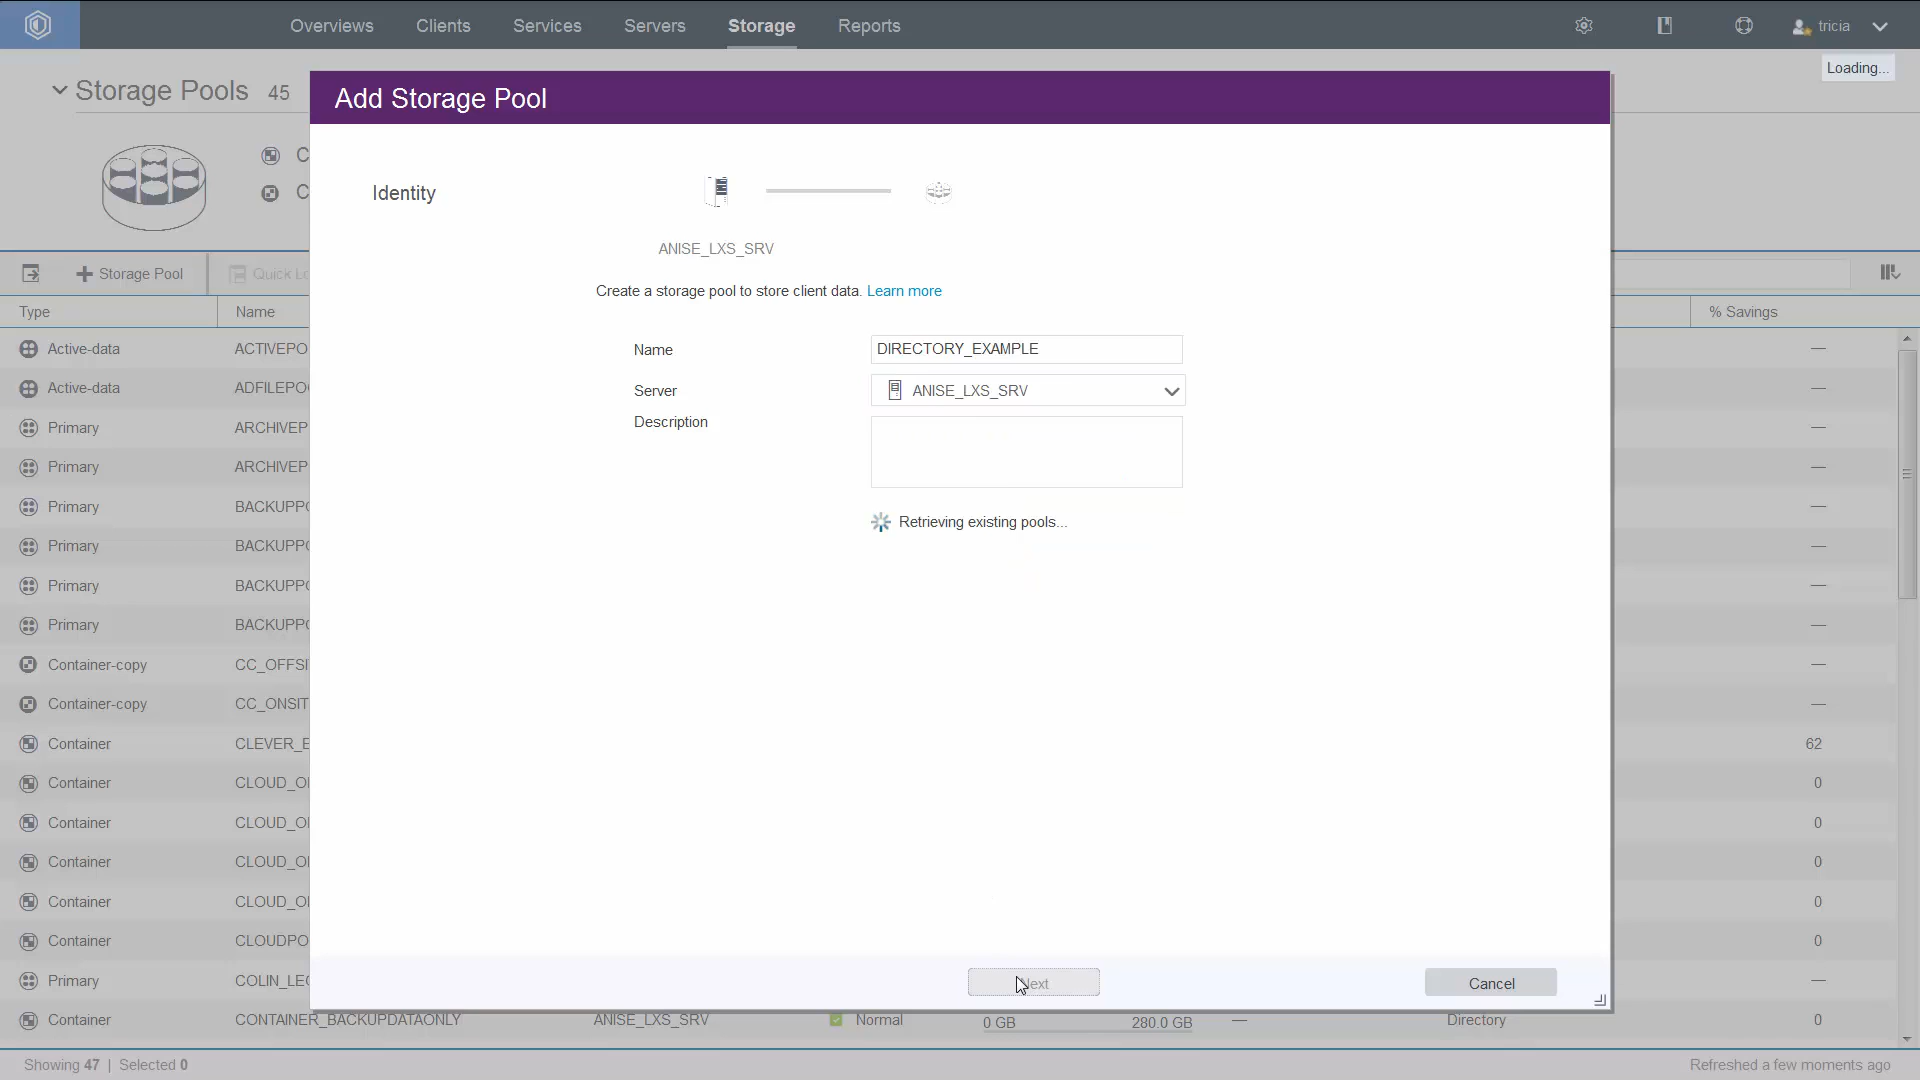 Overviews Clients Services Servers Storage Reports tricia
Loading...
Storage Pools 45
Add Storage Pool
C
C
Identity
ANISE_LXS_SRV
Create a storage pool to store client data. Learn more
Name DIRECTORY_EXAMPLE
Server ANISE_LXS_SRV
Description
Retrieving existing pools...
Next Cancel
Storage Pool Quick Lo
Type Name % Savings
Active-data ACTIVEPO —
Active-data ADFILEPO —
Primary ARCHIVEP —
Primary ARCHIVEP —
Primary BACKUPP —
Primary BACKUPP —
Primary BACKUPP —
Primary BACKUPP —
Container-copy CC_OFFSI —
Container-copy CC_ONSIT —
Container CLEVER_E 62
Container CLOUD_O 0
Container CLOUD_O 0
Container CLOUD_O 0
Container CLOUD_O 0
Container CLOUDPO 0
Primary COLIN_LE —
Container CONTAINER_BACKUPDATAONLY ANISE_LXS_SRV Normal 0 GB 280.0 GB — Directory 0
Showing 47 | Selected 0 Refreshed a few moments ago